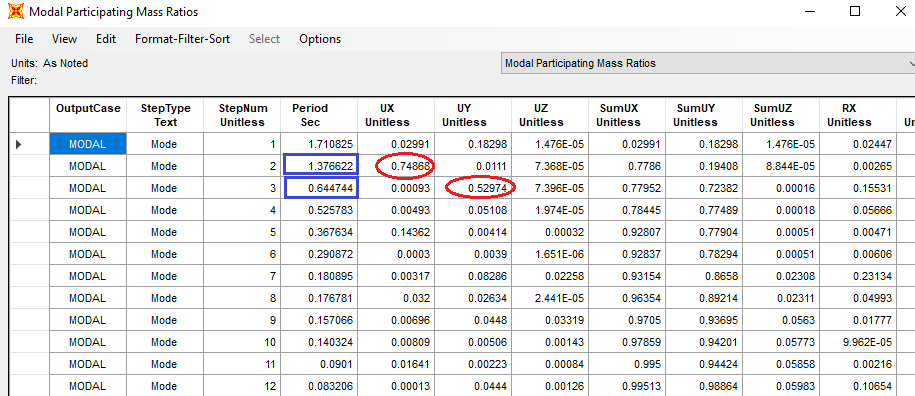 Modal Participating Mass Ratios
File View Edit Format-Filter-Sort Select Options
Units: As Noted
Filter:
Modal Participating Mass Ratios
OutputCase StepType Text StepNum Unitless Period Sec UX Unitless UY Unitless UZ Unitless SumUX Unitless SumUY Unitless SumUZ Unitless RX Unitless
MODAL Mode 1 1.710825 0.02991 0.18298 1.476E-05 0.02991 0.18298 1.476E-05 0.02447
MODAL Mode 2 1.376622 0.74868 0.0111 7.368E-05 0.7786 0.19408 8.844E-05 0.00265
MODAL Mode 3 0.644744 0.00093 0.52974 7.396E-05 0.77952 0.72382 0.00016 0.15531
MODAL Mode 4 0.525783 0.00493 0.05108 1.974E-05 0.78445 0.77489 0.00018 0.05666
MODAL Mode 5 0.367634 0.14362 0.00414 0.00032 0.92807 0.77904 0.00051 0.00471
MODAL Mode 6 0.290872 0.0003 0.0039 1.651E-06 0.92837 0.78294 0.00051 0.00606
MODAL Mode 7 0.180895 0.00317 0.08286 0.02258 0.93154 0.8658 0.02308 0.23134
MODAL Mode 8 0.176781 0.032 0.02634 2.441E-05 0.96354 0.89214 0.02311 0.04993
MODAL Mode 9 0.157066 0.00696 0.0448 0.03319 0.9705 0.93695 0.0563 0.01777
MODAL Mode 10 0.140324 0.00809 0.00506 0.00143 0.97859 0.94201 0.05773 9.962E-05
MODAL Mode 11 0.0901 0.01641 0.00223 0.00084 0.995 0.94424 0.05858 0.00216
MODAL Mode 12 0.083206 0.00013 0.0444 0.00126 0.99513 0.98864 0.05983 0.10654